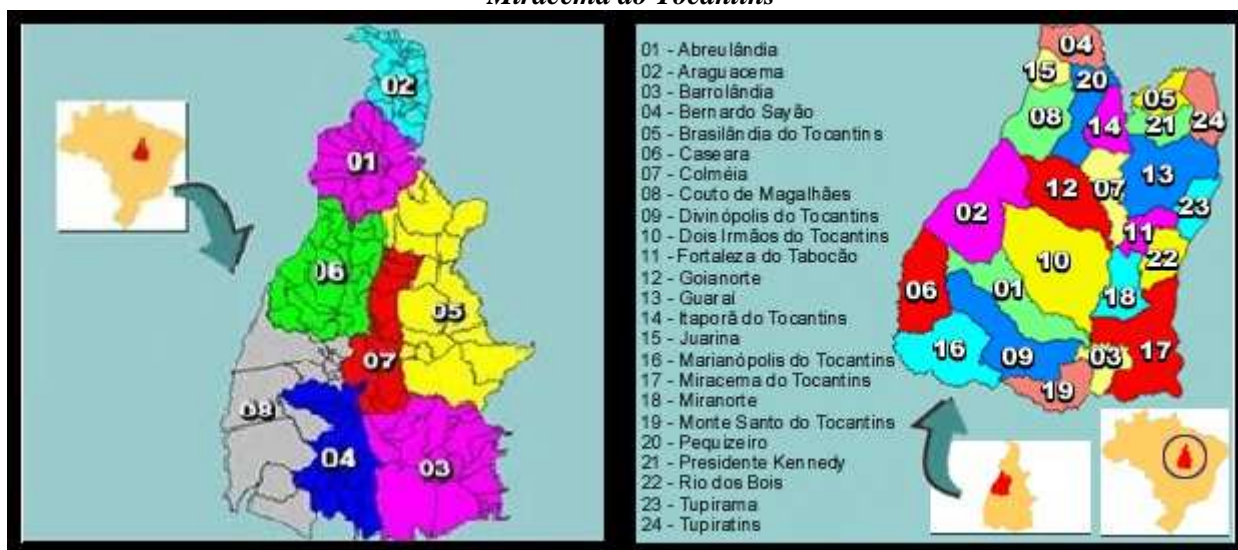 Miracema do Tocantins
02
01
06
05
07
08
04
03
01 - Abreulândia
02 - Araguacema
03 - Barrolândia
04 - Bernardo Sayão
05 - Brasilândia do Tocantins
06 - Caseara
07 - Colméia
08 - Couto de Magalhães
09 - Divinópolis do Tocantins
10 - Dois Irmãos do Tocantins
11 - Fortaleza do Tabocão
12 - Goianorte
13 - Guaraí
14 - Itaporã do Tocantins
15 - Juarina
16 - Marianópolis do Tocantins
17 - Miracema do Tocantins
18 - Miranorte
19 - Monte Santo do Tocantins
20 - Pequizeiro
21 - Presidente Kennedy
22 - Rio dos Bois
23 - Tupirama
24 - Tupiratins
04
15
20
05
08
14
21
24
12
07
13
02
23
11
10
22
06
01
18
16
09
03
17
19